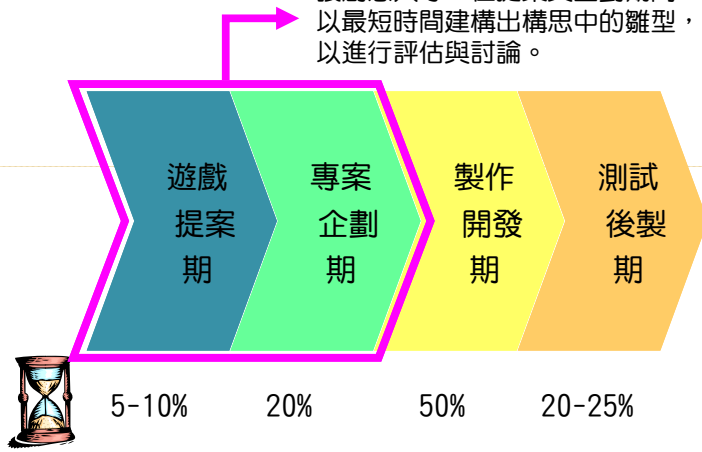 以最短時間建構出構思中的雛型，
以進行評估與討論。
遊戲
提案
期
專案
企劃
期
製作
開發
期
測試
後製
期
5-10%
20%
50%
20-25%